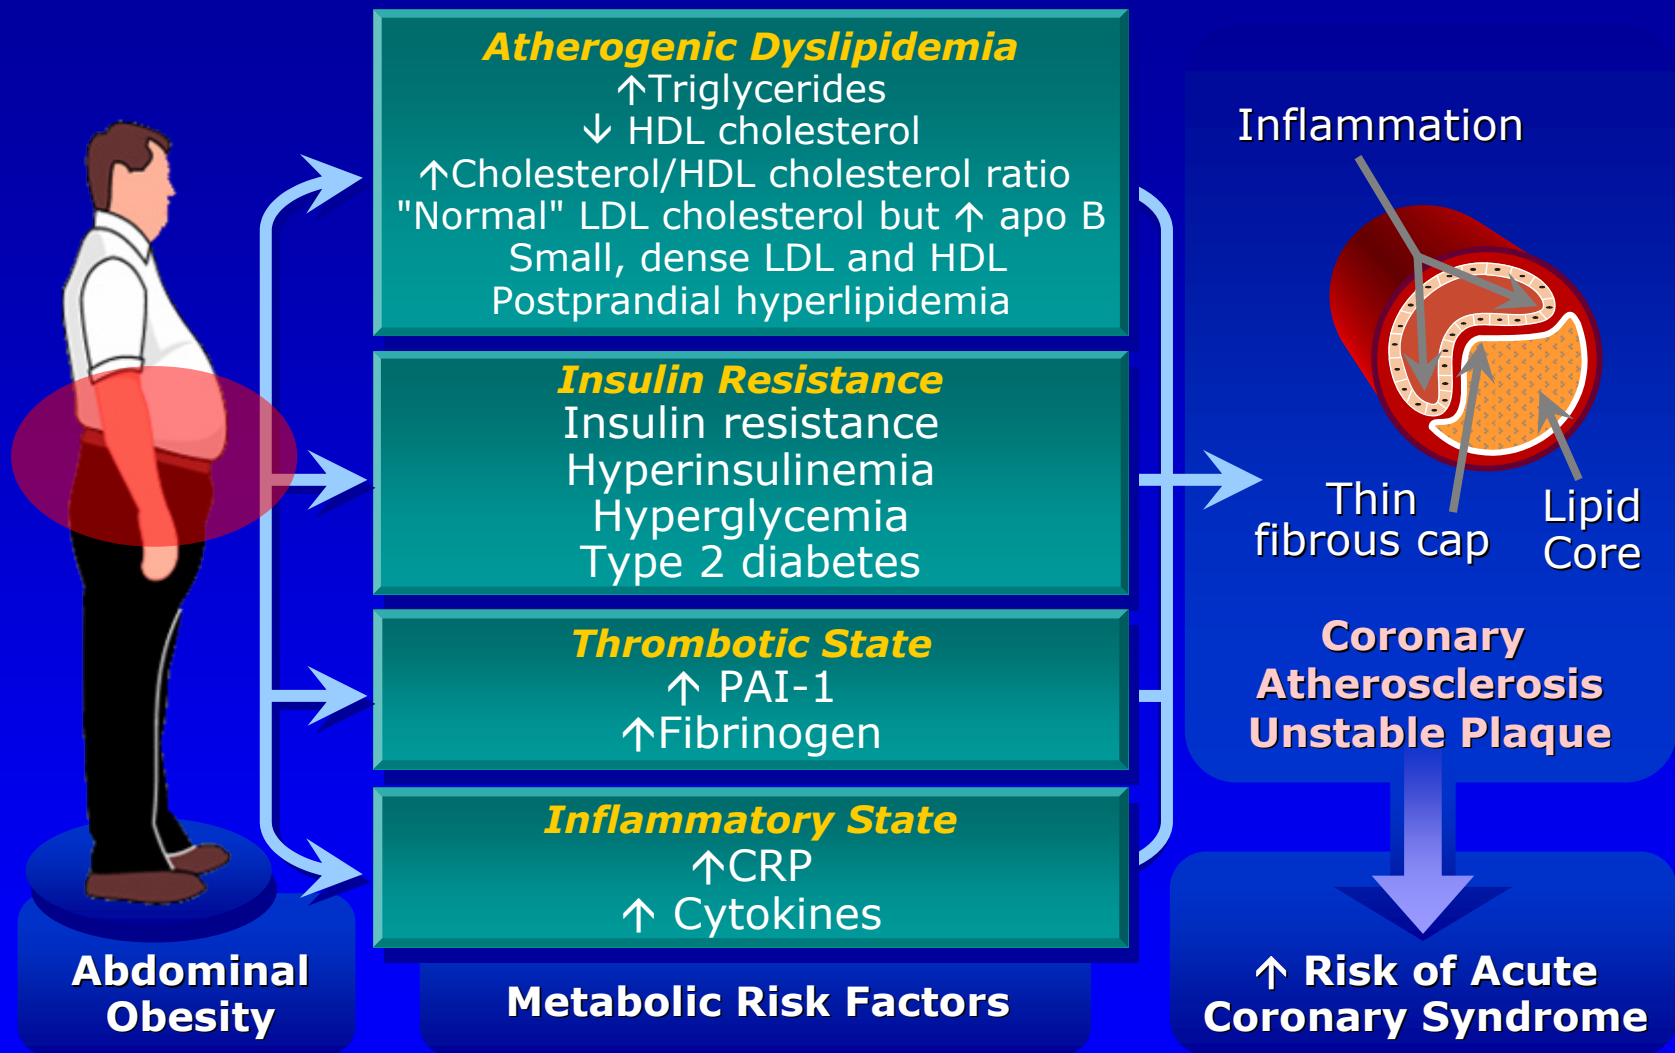 Atherogenic Dyslipidemia
↑Triglycerides
↓ HDL cholesterol
↑Cholesterol/HDL cholesterol ratio
"Normal" LDL cholesterol but ↑ apo B
Small, dense LDL and HDL
Postprandial hyperlipidemia
Insulin Resistance
Insulin resistance
Hyperinsulinemia
Hyperglycemia
Type 2 diabetes
Thrombotic State
↑ PAI-1
↑Fibrinogen
Inflammatory State
↑CRP
↑ Cytokines
Abdominal
Obesity
Metabolic Risk Factors
Inflammation
Thin
fibrous cap
Lipid
Core
Coronary
Atherosclerosis
Unstable Plaque
↑ Risk of Acute
Coronary Syndrome